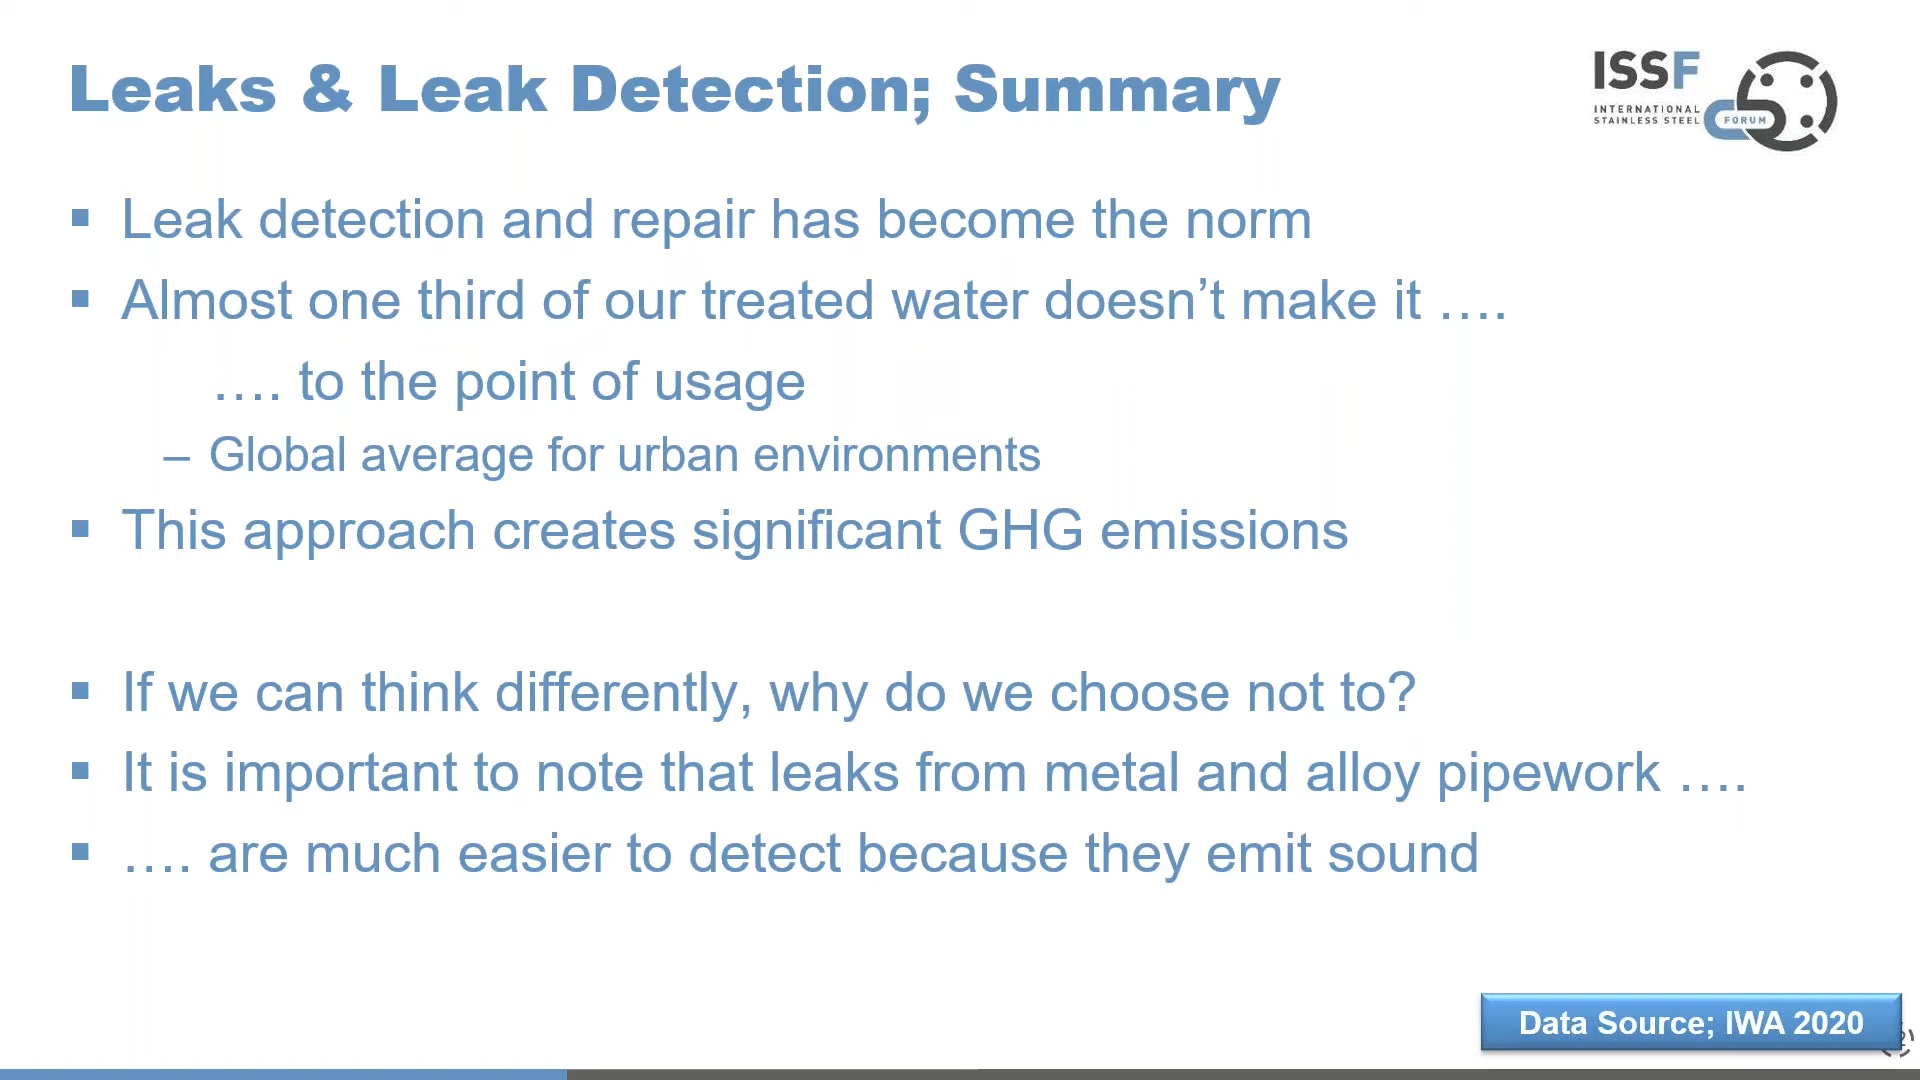 Leaks & Leak Detection; Summary
ISSF
INTERNATIONAL
STAINLESS STEEL
FORUM
▪ Leak detection and repair has become the norm
▪ Almost one third of our treated water doesn’t make it ….
…. to the point of usage
– Global average for urban environments
▪ This approach creates significant GHG emissions
▪ If we can think differently, why do we choose not to?
▪ It is important to note that leaks from metal and alloy pipework ….
▪ …. are much easier to detect because they emit sound
Data Source; IWA 2020